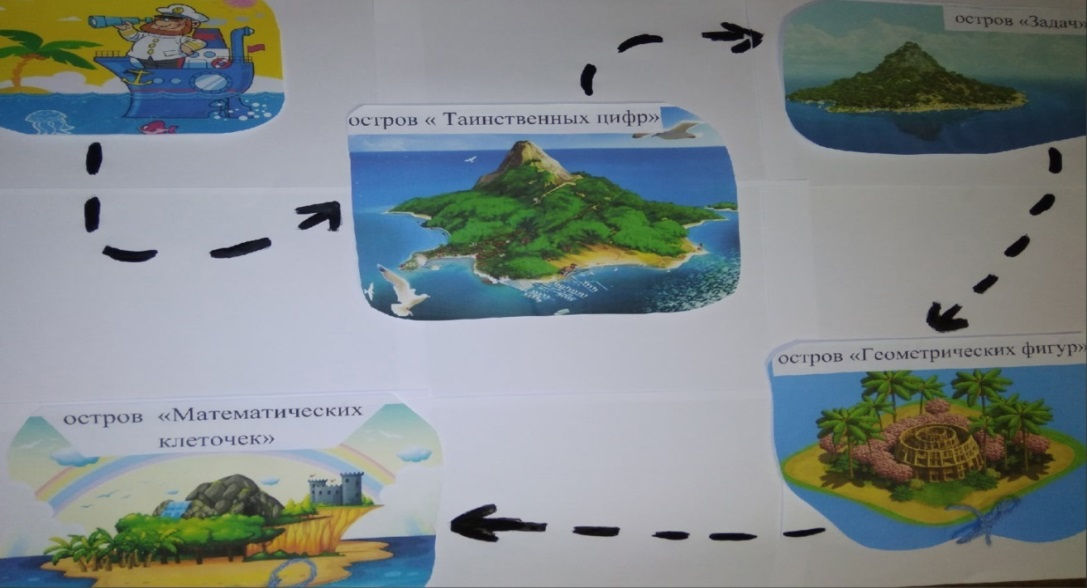 остров «Задач»
остров « Таинственных цифр»
остров «Геометрических фигур»
остров «Математических
клеточек»